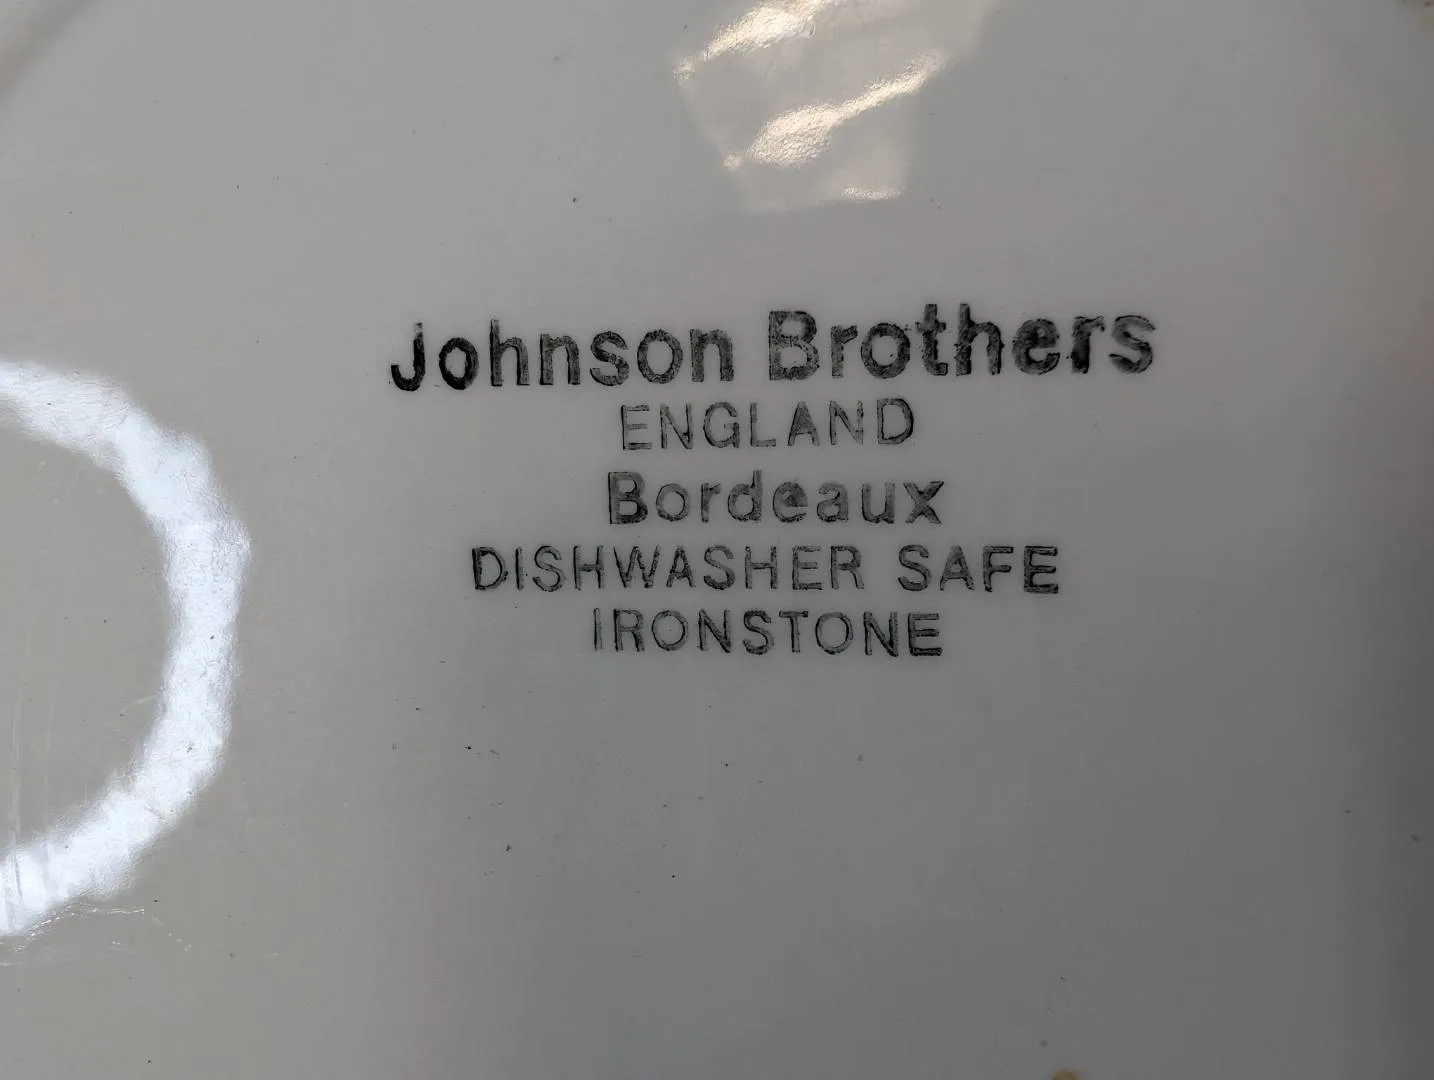 Johnson Brothers
ENGLAND
Bordeaux
DISHWASHER SAFE
IRONSTONE